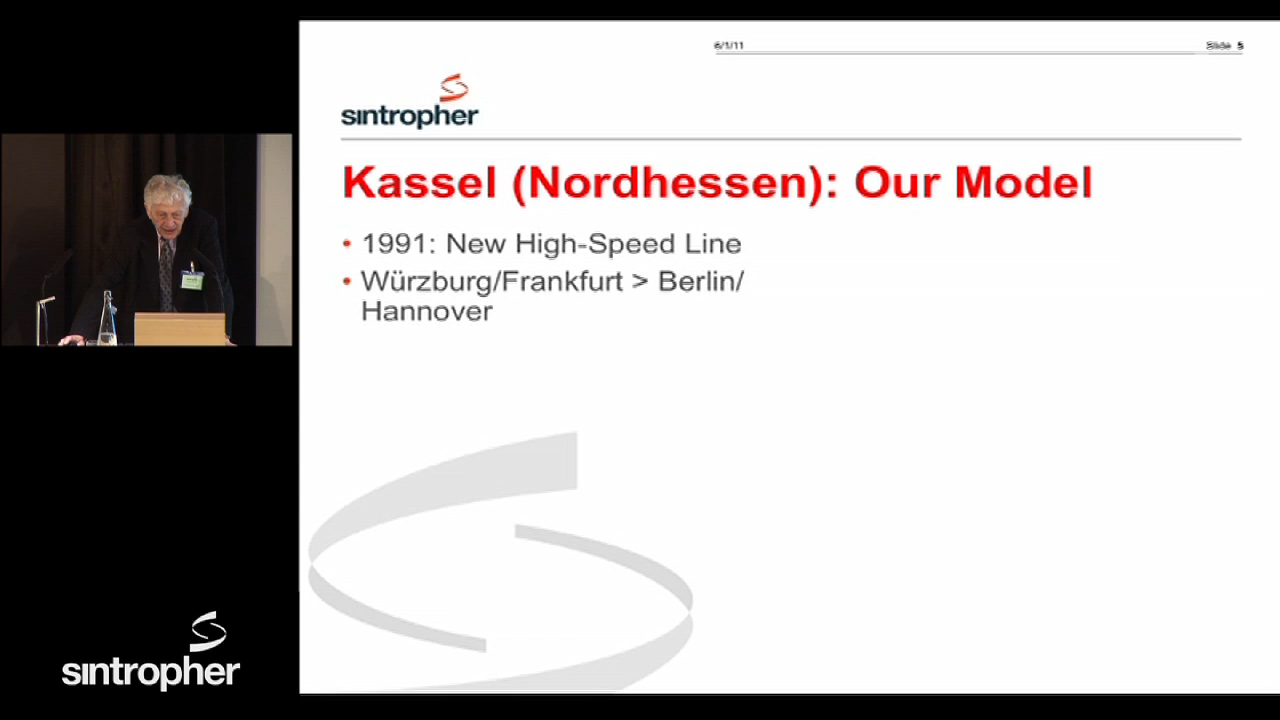 6/1/11
Slide 5
sintropher
Kassel (Nordhessen): Our Model
• 1991: New High-Speed Line
• Würzburg/Frankfurt > Berlin/
Hannover
sintropher